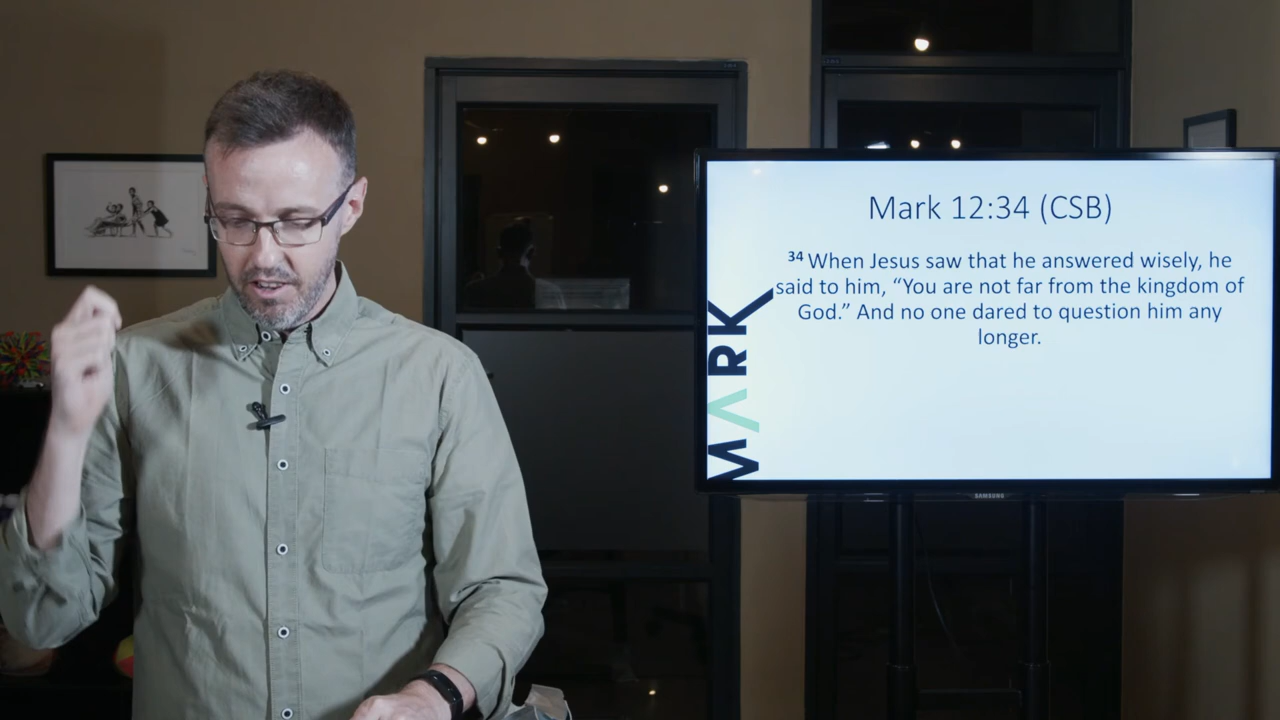 Mark 12:34 (CSB)
34 When Jesus saw that he answered wisely, he
said to him, “You are not far from the kingdom of
God.” And no one dared to question him any
longer.
MARK
SAMSUNG